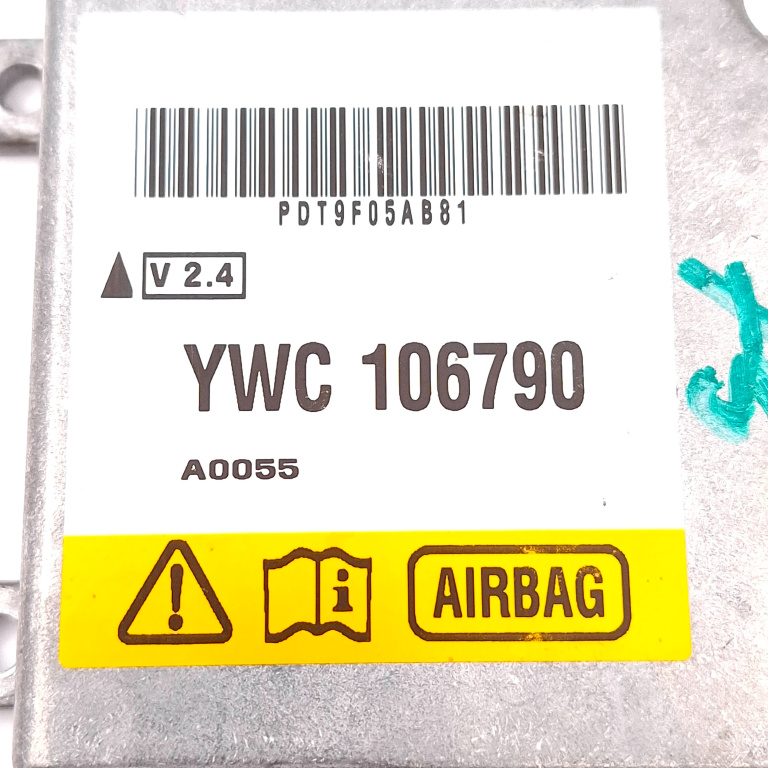 PDT9F05AB81
V 2.4
YWC 106790
A0055
! i AIRBAG